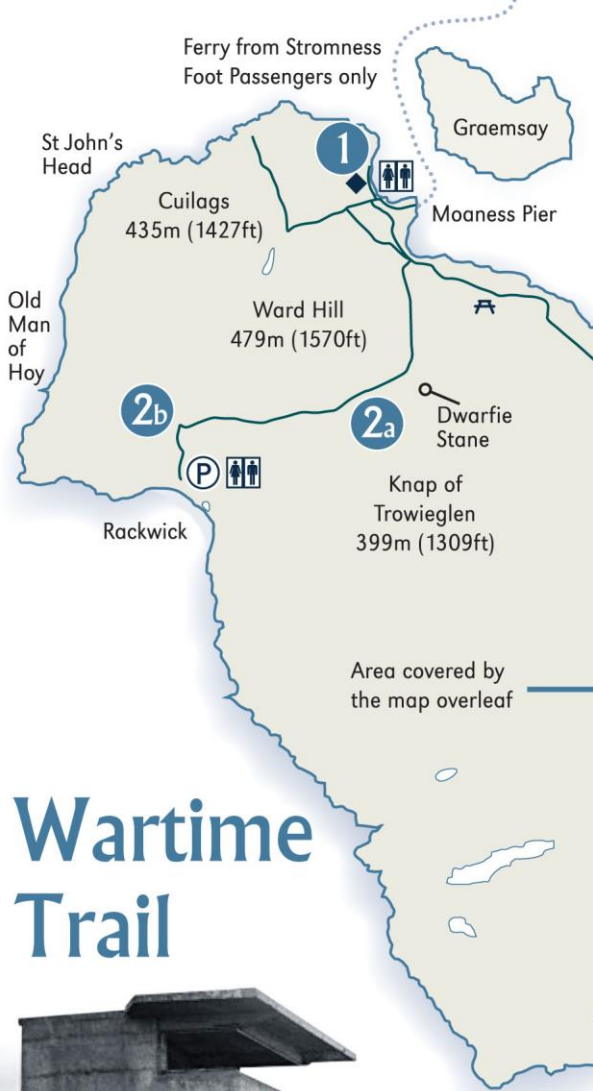 Ferry from Stromness
Foot Passengers only
Graemsay
1
St John's
Head
Cuilags
435m (1427ft)
Moaness Pier
Old
Man
of
Hoy
Ward Hill
479m (1570ft)
2b
2a
Dwarfie
Stane
P
Knap of
Trowieglen
399m (1309ft)
Rackwick
Area covered by
the map overleaf
Wartime
Trail